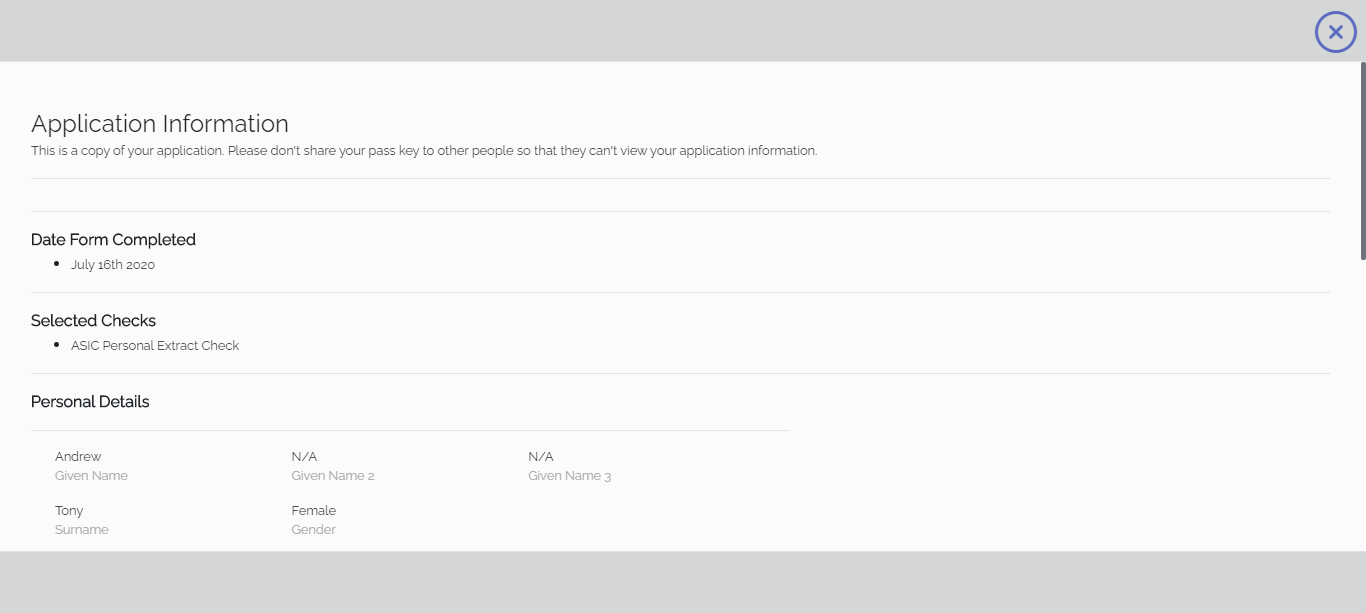 Application Information
This is a copy of your application. Please don't share your pass key to other people so that they can't view your application information.
Date Form Completed
July 16th 2020
Selected Checks
ASIC Personal Extract Check
Personal Details
Andrew N/A N/A
Given Name Given Name 2 Given Name 3
Tony Female
Surname Gender